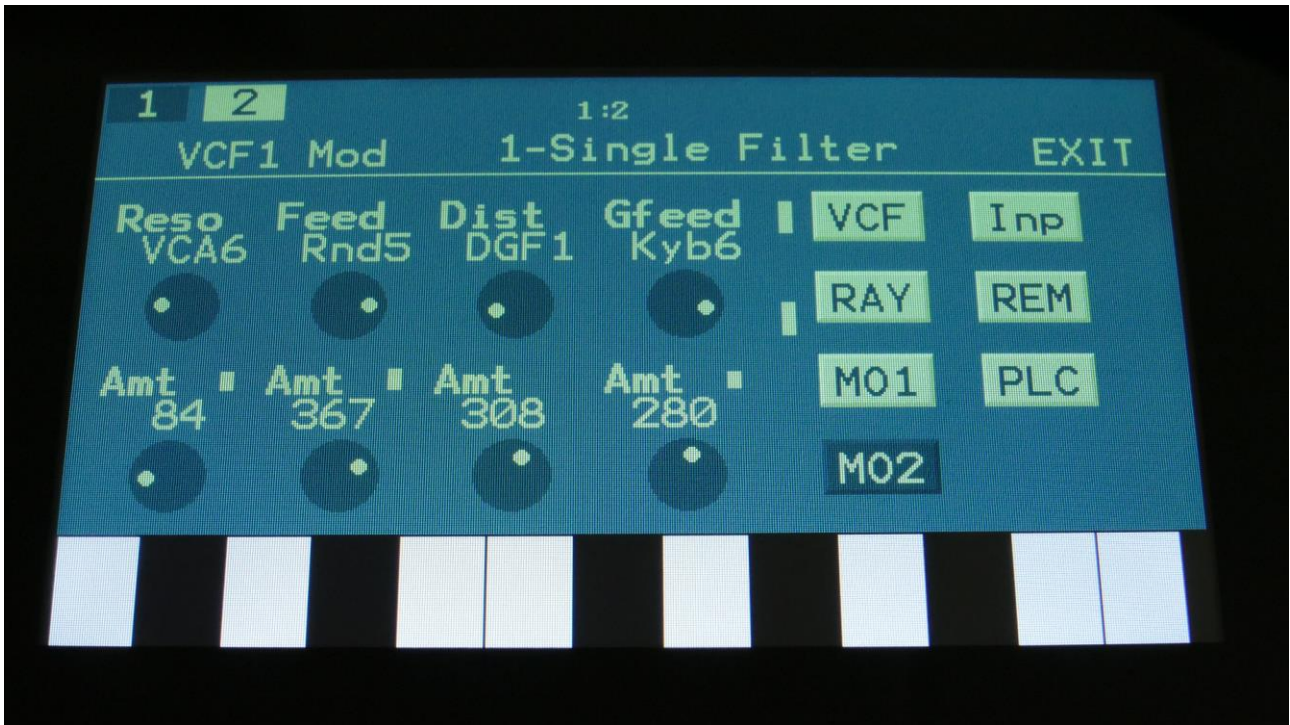 1 2 1:2
VCF1 Mod 1-Single Filter EXIT
Reso Feed Dist Gfeed VCF Inp
VCA6 Rnd5 DGF1 Kyb6
RAY REM
Amt Amt Amt Amt MO1 PLC
84 367 308 280
MO2